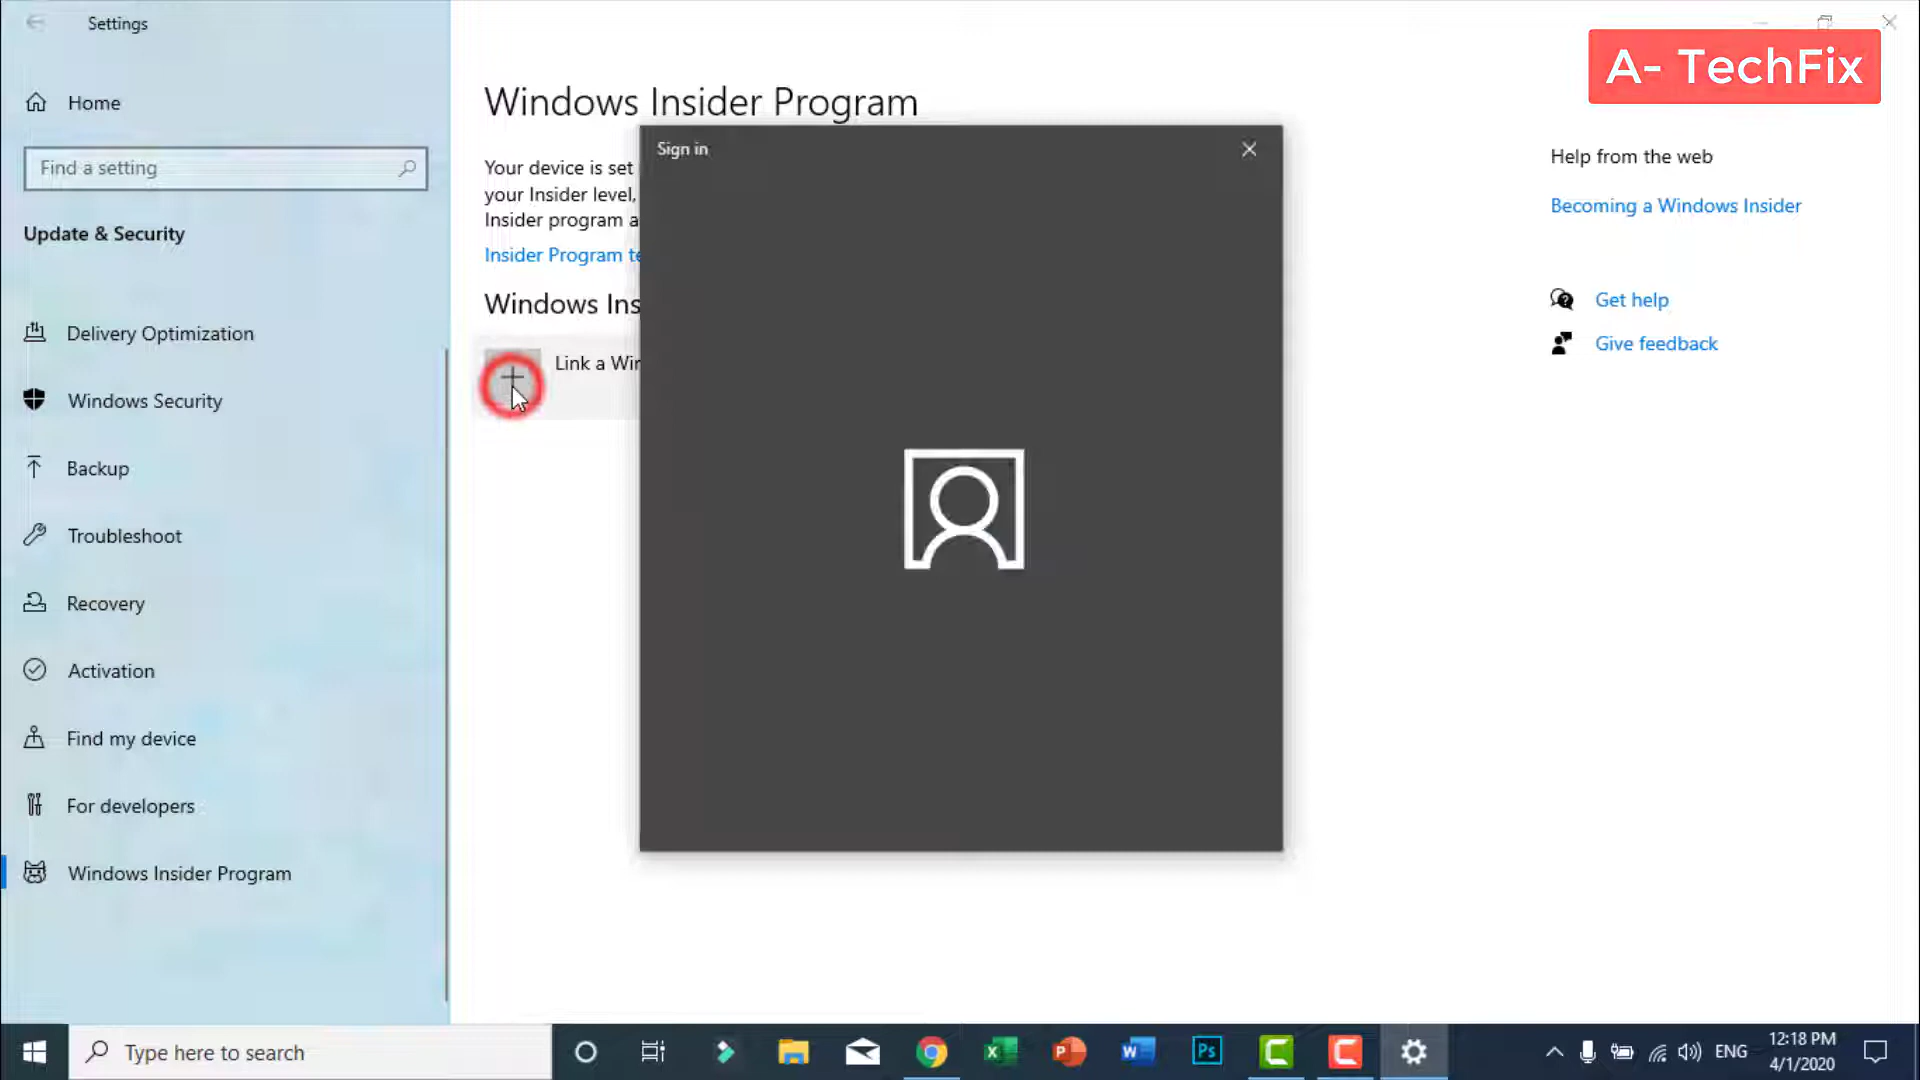 Settings
A- TechFix
Home
Find a setting
Update & Security
Delivery Optimization
Windows Security
Backup
Troubleshoot
Recovery
Activation
Find my device
For developers
Windows Insider Program
Windows Insider Program
Your device is set
your Insider level,
Insider program a
Insider Program te
Windows Ins
Link a Win
Sign in
Help from the web
Becoming a Windows Insider
Get help
Give feedback
Type here to search
Ps
ENG
12:18 PM
4/1/2020